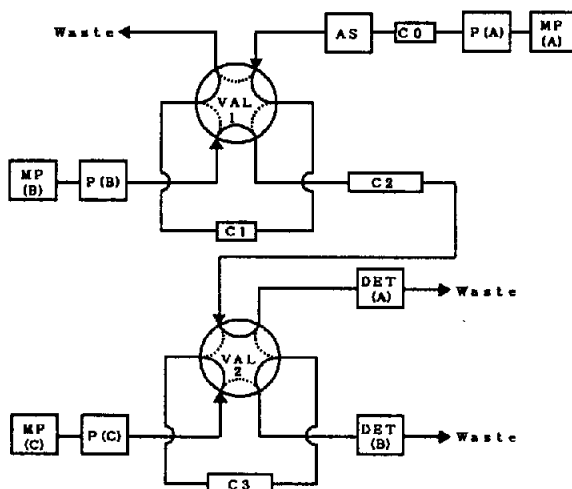 Waste
AS
C0
P(A)
MP
(A)
VAL
1
MP
(B)
P(B)
C2
C1
DET
(A)
Waste
VAL
2
MP
(C)
P(C)
DET
(B)
Waste
C3